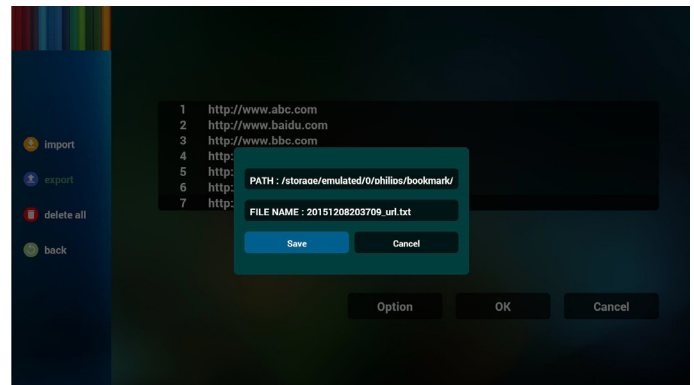 import
export
delete all
back
1 http://www.abc.com
2 http://www.baidu.com
3 http://www.bbc.com
4 http:
5 http:
6 http:
7 http:
PATH : /storage/emulated/0/philips/bookmark/
FILE NAME : 20151208203709_url.txt
Save Cancel
Option OK Cancel